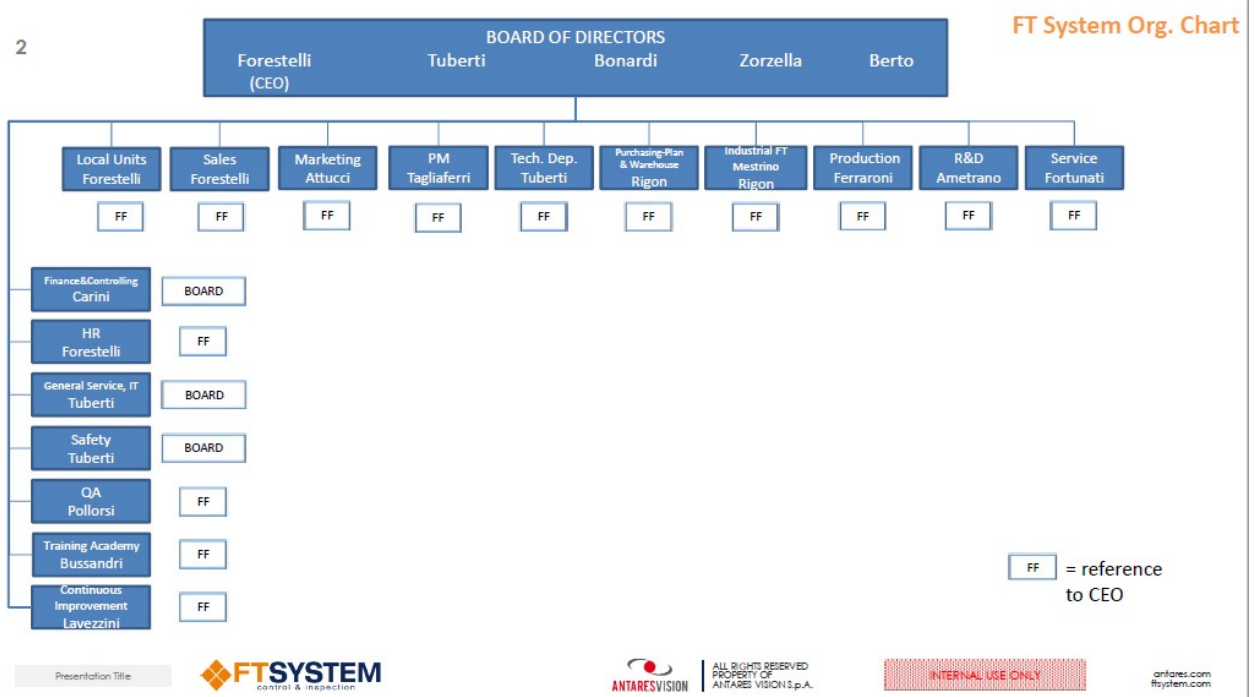 FT System Org. Chart
2
BOARD OF DIRECTORS
Forestelli Tuberti Bonardi Zorzella Berto
(CEO)
Local Units
Forestelli
Sales
Forestelli
Marketing
Attucci
PM
Tagliaferri
Tech. Dep.
Tuberti
Purchasing-Plan
& Warehouse
Rigon
Industrial FT
Mestrino
Rigon
Production
Ferraroni
R&D
Ametrano
Service
Fortunati
FF FF FF FF FF FF FF FF FF FF
Finance&Controlling
Carini
BOARD
HR
Forestelli
FF
General Service, IT
Tuberti
BOARD
Safety
Tuberti
BOARD
QA
Pollorsi
FF
Training Academy
Bussandri
FF
Continuous
Improvement
Lavezzini
FF
FF = reference
to CEO
Presentation Title
FTSYSTEM
control & inspection
ANTARESVISION
ALL RIGHTS RESERVED
PROPERTY OF
ANTARES VISION S.p.A.
INTERNAL USE ONLY
antares.com
ftsystem.com